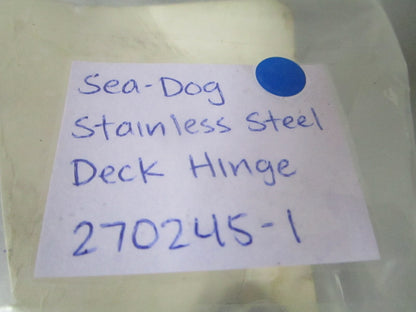 Sea-Dog
Stainless Steel
Deck Hinge
270245-1